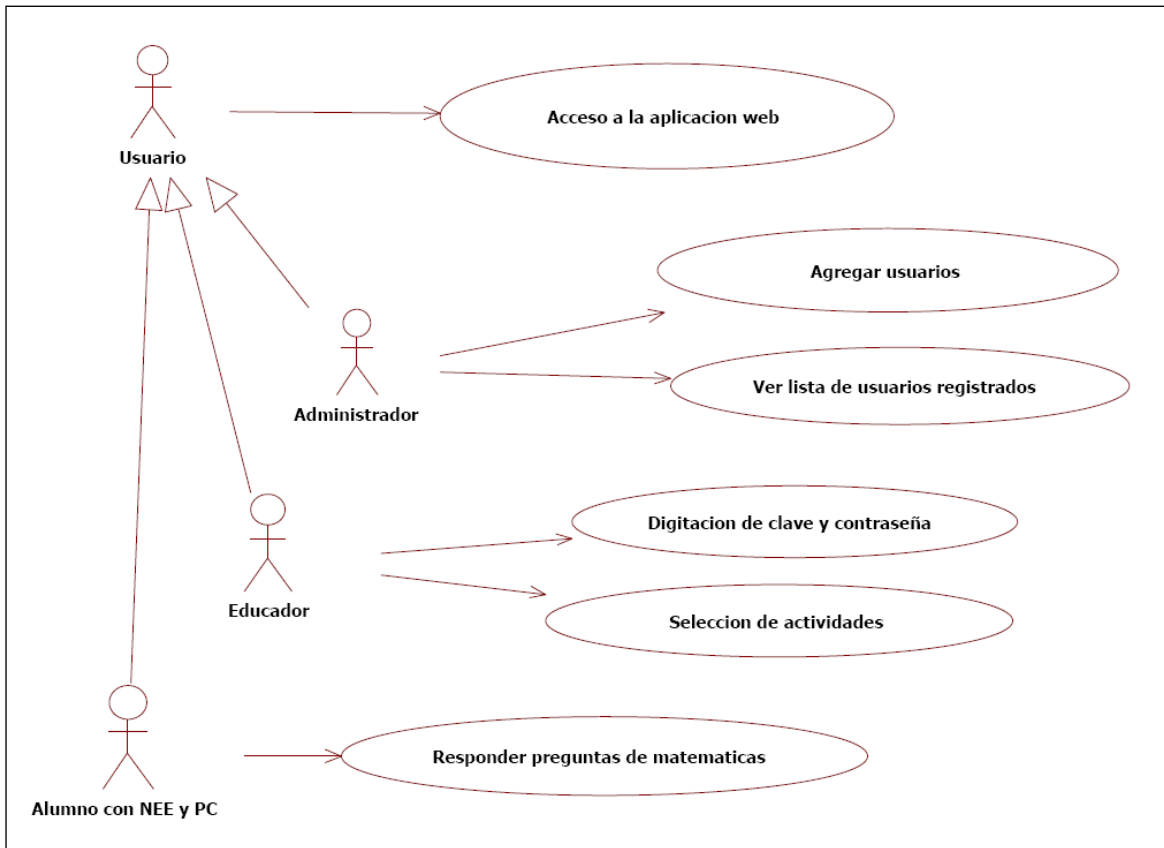 Acceso a la aplicacion web
Usuario
Agregar usuarios
Ver lista de usuarios registrados
Administrador
Digitacion de clave y contraseña
Educador
Seleccion de actividades
Responder preguntas de matematicas
Alumno con NEE y PC